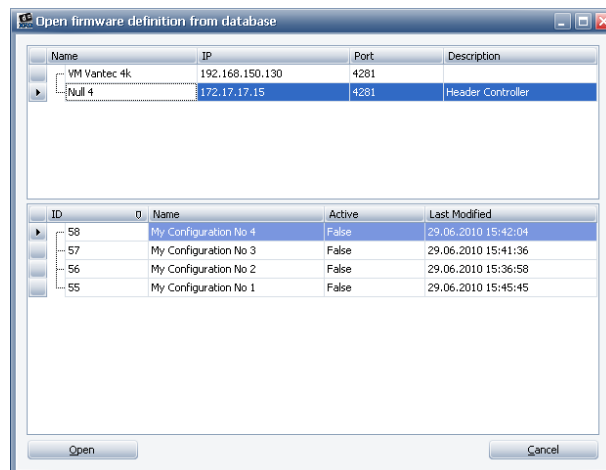 Open firmware definition from database
Name IP Port Description
VM Vantec 4k 192.168.150.130 4281
Null 4 172.17.17.15 4281 Header Controller
ID Name Active Last Modified
58 My Configuration No 4 False 29.06.2010 15:42:04
57 My Configuration No 3 False 29.06.2010 15:41:36
56 My Configuration No 2 False 29.06.2010 15:36:58
55 My Configuration No 1 False 29.06.2010 15:45:45
Open Cancel